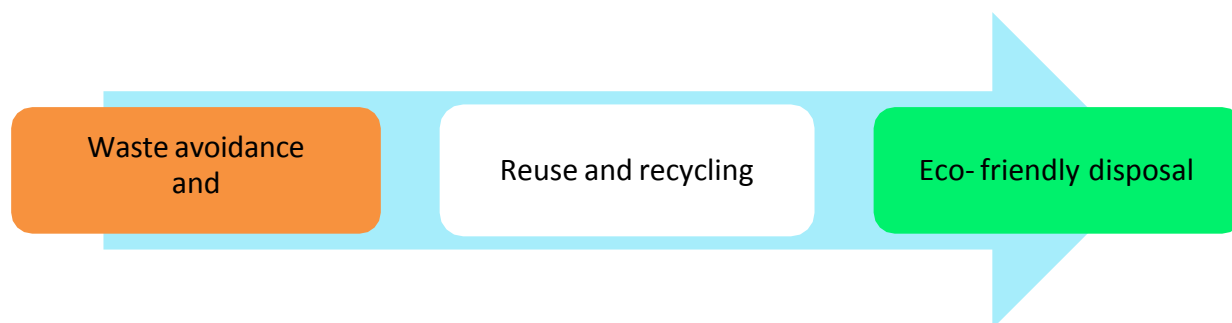 Waste avoidance
and
Reuse and recycling
Eco- friendly disposal